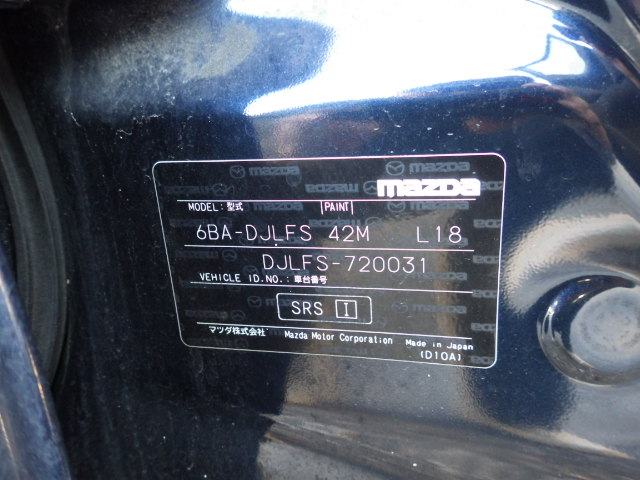 mazda
MODEL:型式 PAINT
6BA-DJLFS 42M L18
DJLFS-720031
VEHICLE ID.NO.:車台番号
SRS I
マツダ株式会社 Mazda Motor Corporation Made in Japan
(D10A)